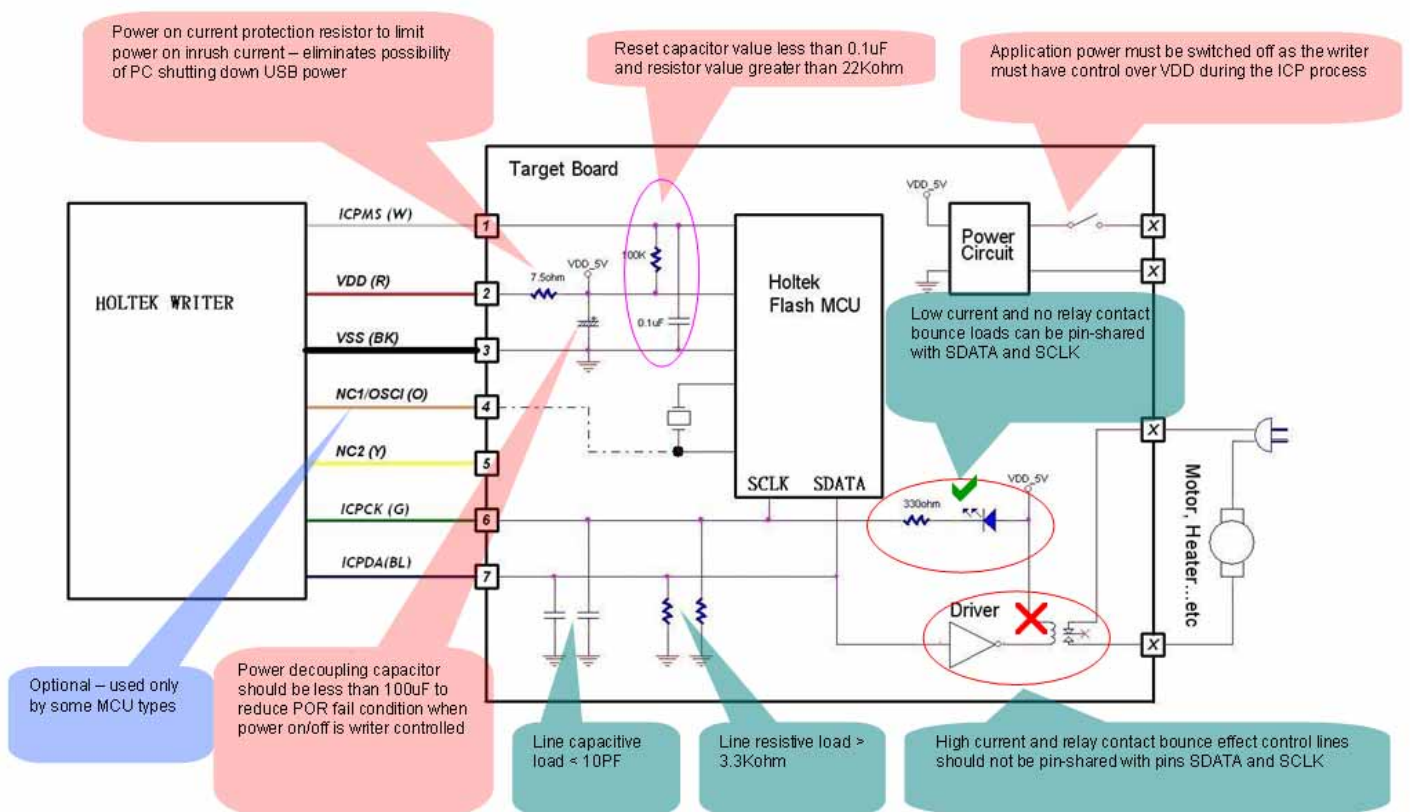 Power on current protection resistor to limit
power on inrush current – eliminates possibility
of PC shutting down USB power
Reset capacitor value less than 0.1uF
and resistor value greater than 22Kohm
Application power must be switched off as the writer
must have control over VDD during the ICP process
Target Board
HOLTEK WRITER
ICPMS (W)
1
VDD (R)
2
VSS (BK)
3
NC1/OSCI (O)
4
NC2 (Y)
5
ICPCK (G)
6
ICPDA(BL)
7
7.5ohm
VDD_5V
100K
0.1uF
Holtek
Flash MCU
SCLK SDATA
VDD_5V
Power
Circuit
X
X
Low current and no relay contact
bounce loads can be pin-shared
with SDATA and SCLK
330ohm
VDD_5V
X
Motor, Heater...etc
Driver
X
Optional – used only
by some MCU types
Power decoupling capacitor
should be less than 100uF to
reduce POR fail condition when
power on/off is writer controlled
Line capacitive
load < 10PF
Line resistive load >
3.3Kohm
High current and relay contact bounce effect control lines
should not be pin-shared with pins SDATA and SCLK